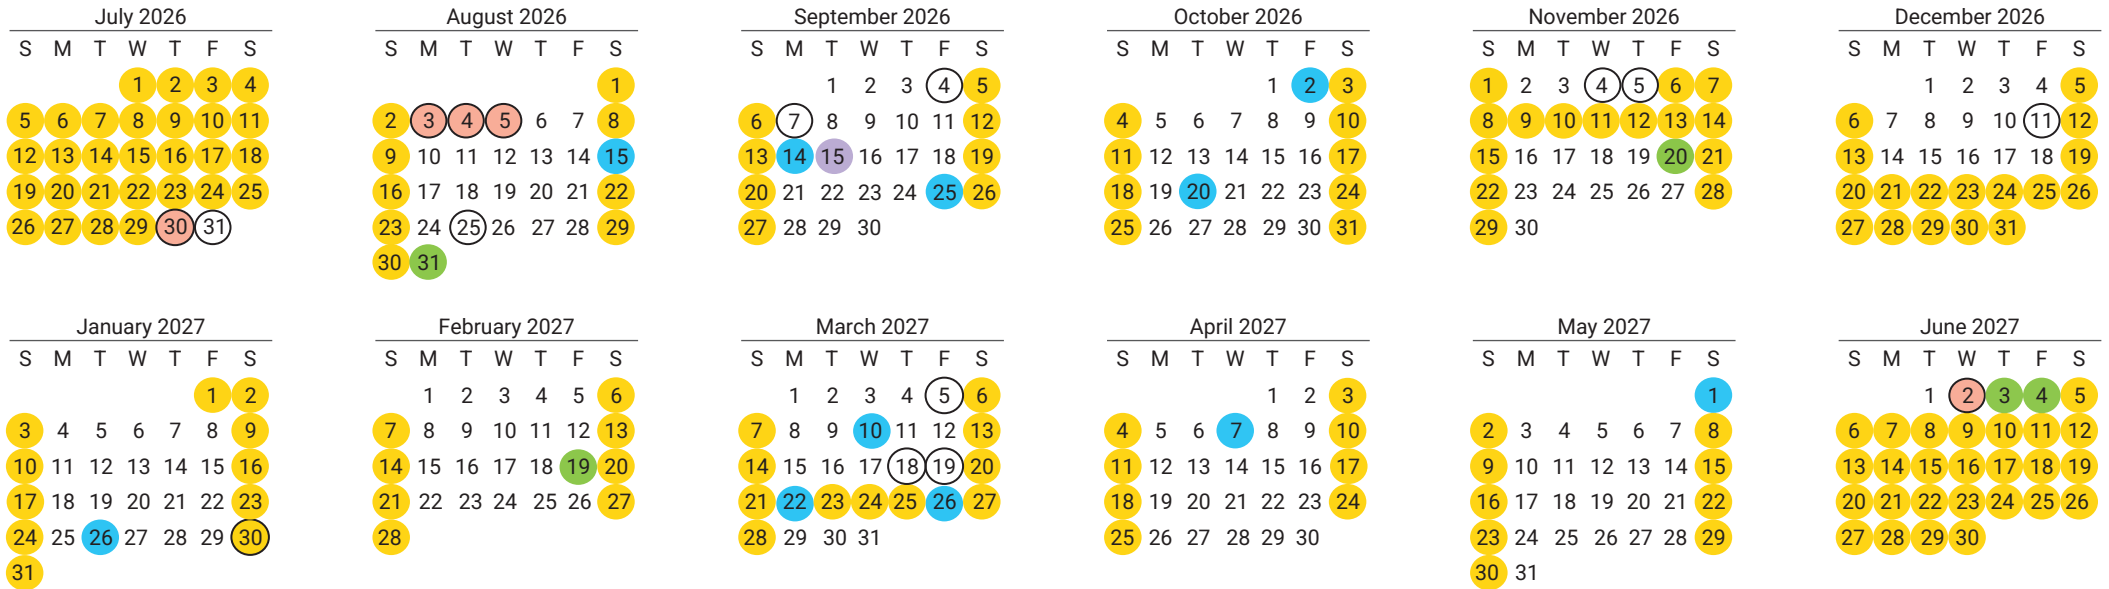 July 2026
S M T W T F S
1 2 3 4
5 6 7 8 9 10 11
12 13 14 15 16 17 18
19 20 21 22 23 24 25
26 27 28 29 30 31
August 2026
S M T W T F S
1
2 3 4 5 6 7 8
9 10 11 12 13 14 15
16 17 18 19 20 21 22
23 24 25 26 27 28 29
30 31
September 2026
S M T W T F S
1 2 3 4 5
6 7 8 9 10 11 12
13 14 15 16 17 18 19
20 21 22 23 24 25 26
27 28 29 30
October 2026
S M T W T F S
1 2 3
4 5 6 7 8 9 10
11 12 13 14 15 16 17
18 19 20 21 22 23 24
25 26 27 28 29 30 31
November 2026
S M T W T F S
1 2 3 4 5 6 7
8 9 10 11 12 13 14
15 16 17 18 19 20 21
22 23 24 25 26 27 28
29 30
December 2026
S M T W T F S
1 2 3 4 5
6 7 8 9 10 11 12
13 14 15 16 17 18 19
20 21 22 23 24 25 26
27 28 29 30 31
January 2027
S M T W T F S
1 2
3 4 5 6 7 8 9
10 11 12 13 14 15 16
17 18 19 20 21 22 23
24 25 26 27 28 29 30
31
February 2027
S M T W T F S
1 2 3 4 5 6
7 8 9 10 11 12 13
14 15 16 17 18 19 20
21 22 23 24 25 26 27
28
March 2027
S M T W T F S
1 2 3 4 5 6
7 8 9 10 11 12 13
14 15 16 17 18 19 20
21 22 23 24 25 26 27
28 29 30 31
April 2027
S M T W T F S
1 2 3
4 5 6 7 8 9 10
11 12 13 14 15 16 17
18 19 20 21 22 23 24
25 26 27 28 29 30
May 2027
S M T W T F S
1
2 3 4 5 6 7 8
9 10 11 12 13 14 15
16 17 18 19 20 21 22
23 24 25 26 27 28 29
30 31
June 2027
S M T W T F S
1 2 3 4 5
6 7 8 9 10 11 12
13 14 15 16 17 18 19
20 21 22 23 24 25 26
27 28 29 30